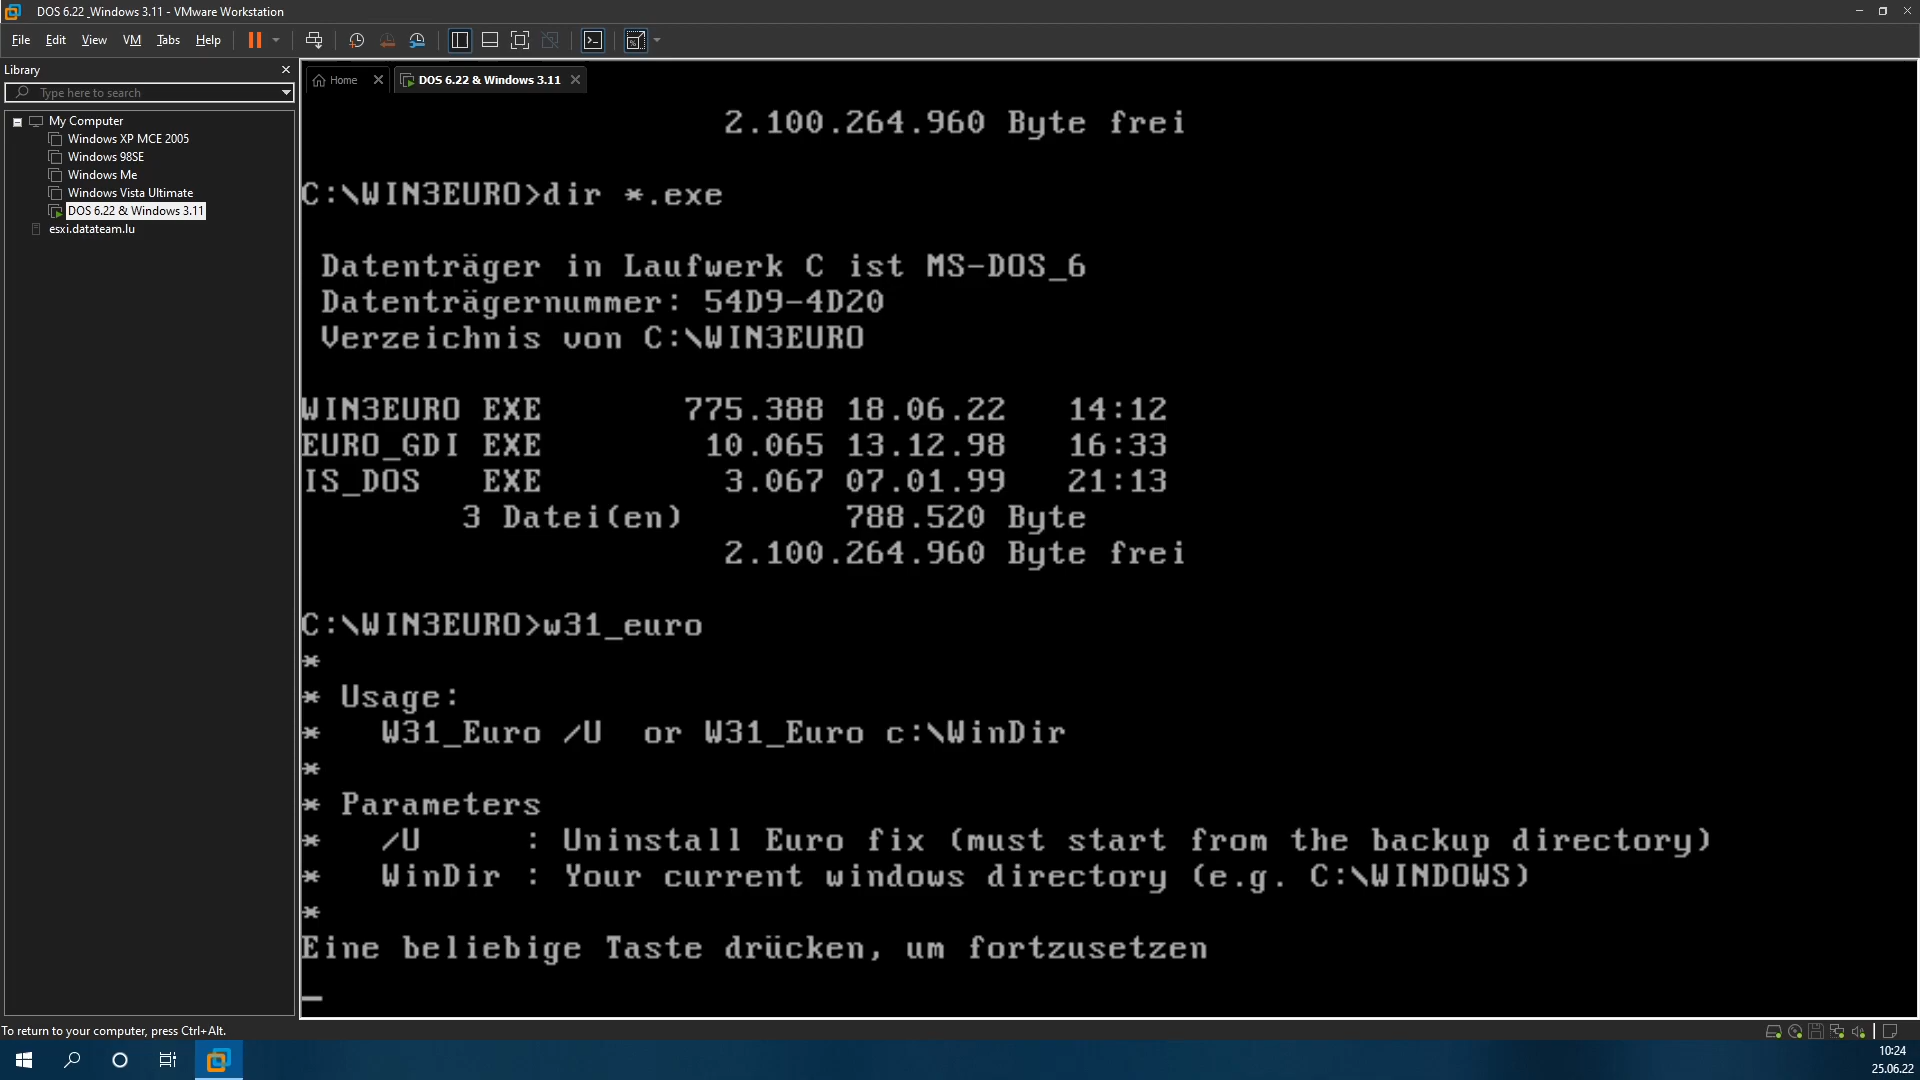 DOS 6.22 _Windows 3.11 - VMware Workstation
File Edit View VM Tabs Help
Library
Type here to search
My Computer
Windows XP MCE 2005
Windows 98SE
Windows Me
Windows Vista Ultimate
DOS 6.22 & Windows 3.11
esxi.datateam.lu
Home
DOS 6.22 & Windows 3.11
2.100.264.960 Byte frei
C:\WIN3EURO>dir *.exe
Datenträger in Laufwerk C ist MS-DOS_6
Datenträgernummer: 54D9-4D20
Verzeichnis von C:\WIN3EURO
WIN3EURO EXE 775.388 18.06.22 14:12
EURO_GDI EXE 10.065 13.12.98 16:33
IS_DOS EXE 3.067 07.01.99 21:13
3 Datei(en) 788.520 Byte
2.100.264.960 Byte frei
C:\WIN3EURO>w31_euro
*
* Usage:
* W31_Euro /U or W31_Euro c:\WinDir
*
* Parameters
* /U : Uninstall Euro fix (must start from the backup directory)
* WinDir : Your current windows directory (e.g. C:\WINDOWS)
*
Eine beliebige Taste drücken, um fortzusetzen
_
To return to your computer, press Ctrl+Alt.
10:24
25.06.22